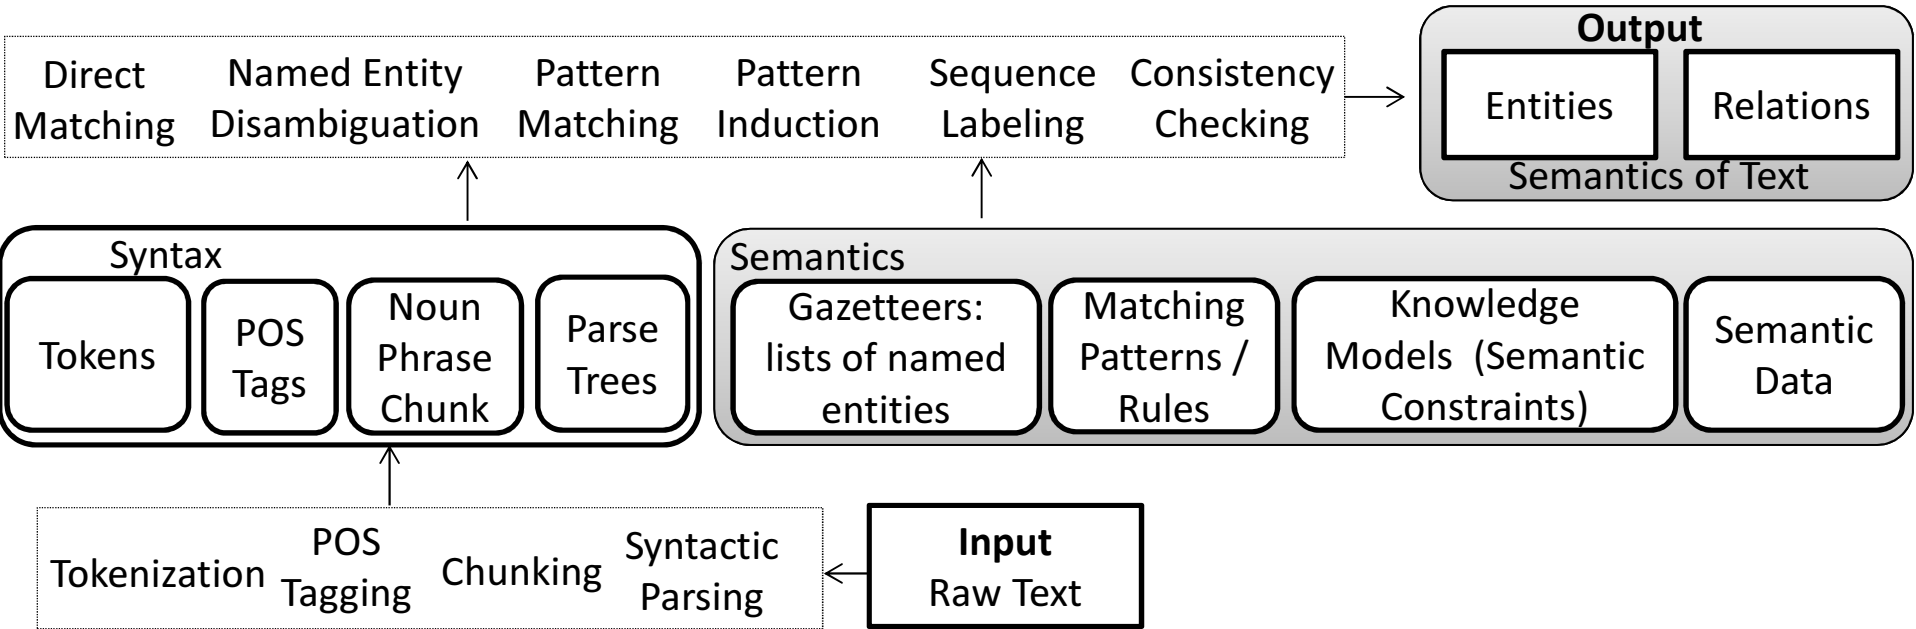 Output
Direct
Matching
Named Entity
Disambiguation
Pattern
Matching
Pattern
Induction
Sequence
Labeling
Consistency
Checking
Entities
Relations
Semantics of Text
Syntax
Tokens
POS
Tags
Noun
Phrase
Chunk
Parse
Trees
Semantics
Gazetteers:
lists of named
entities
Matching
Patterns /
Rules
Knowledge
Models (Semantic
Constraints)
Semantic
Data
Tokenization
POS
Tagging
Chunking
Syntactic
Parsing
Input
Raw Text